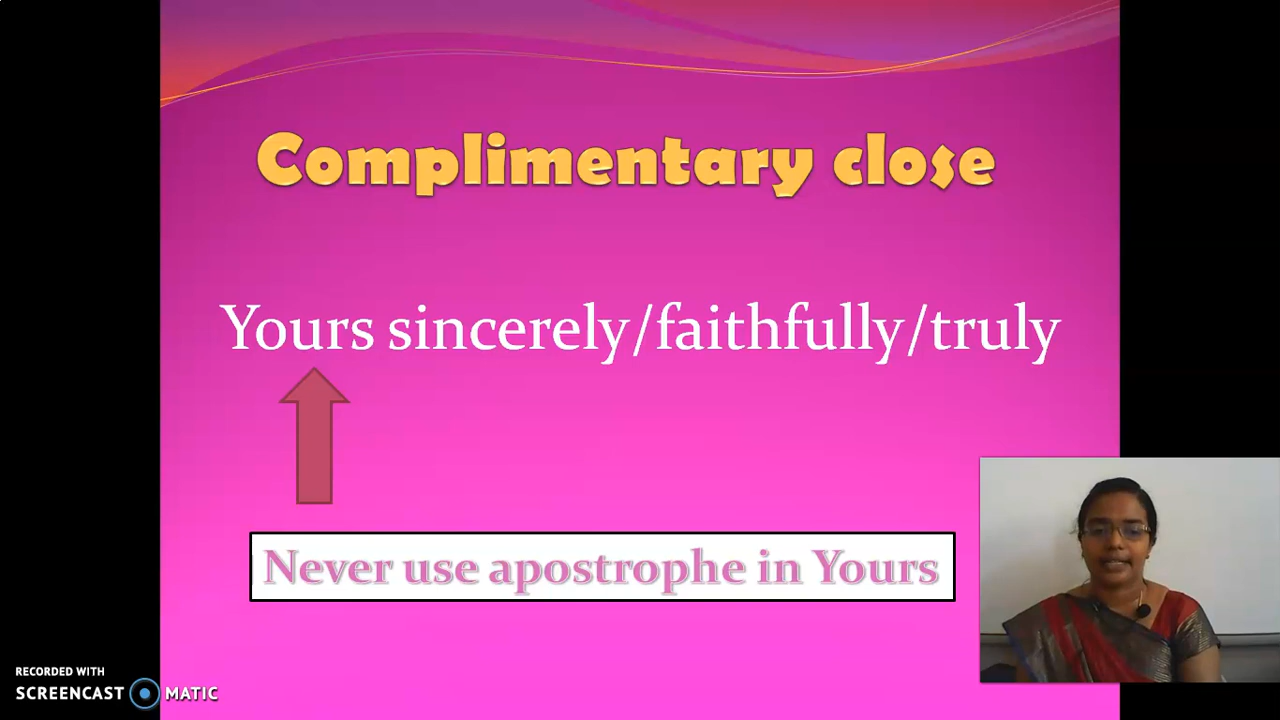 Complimentary close
Yours sincerely/faithfully/truly
Never use apostrophe in Yours
RECORDED WITH
SCREENCAST MATIC